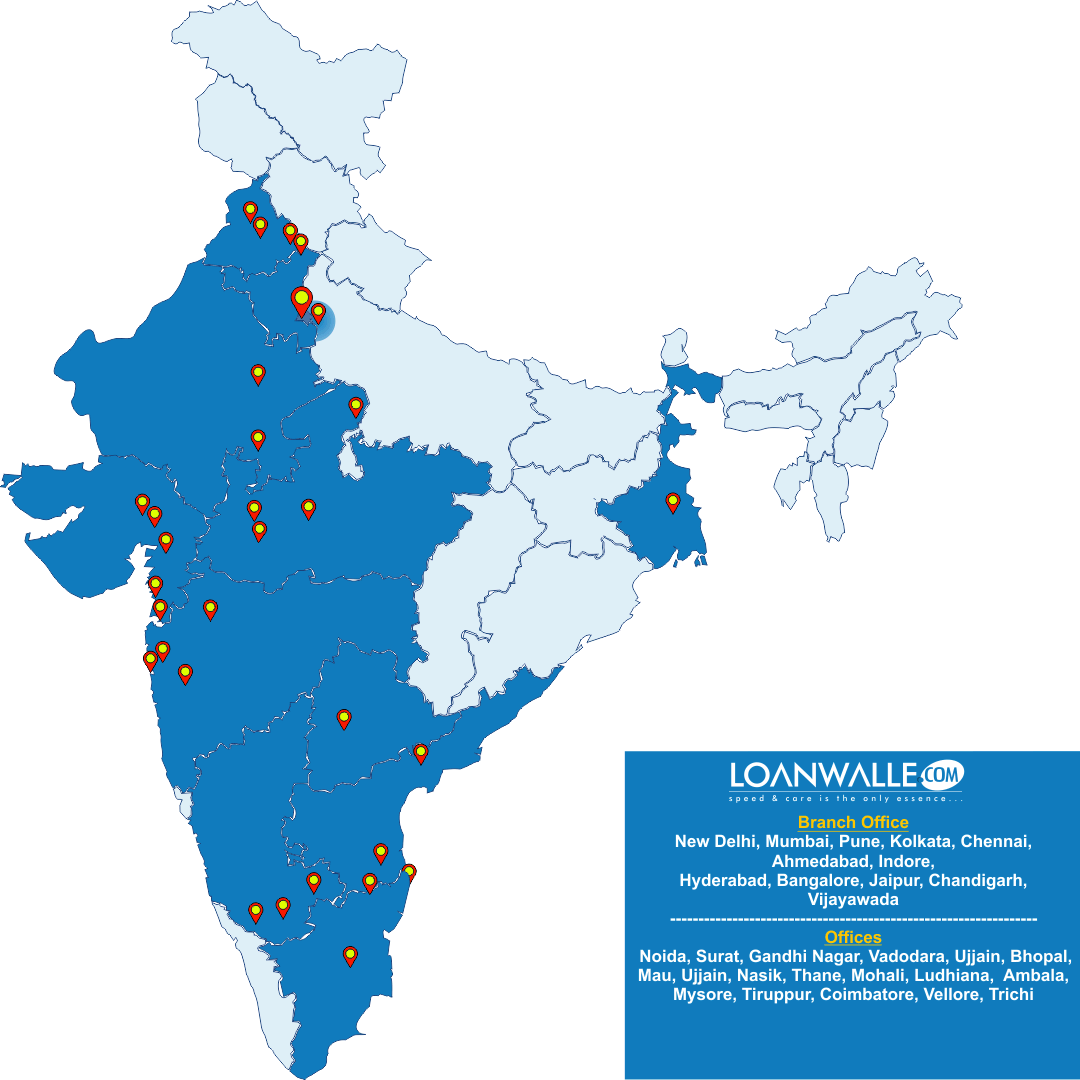 LOANWALLE.COM
speed & care is the only essence...
Branch Office
New Delhi, Mumbai, Pune, Kolkata, Chennai,
Ahmedabad, Indore,
Hyderabad, Bangalore, Jaipur, Chandigarh,
Vijayawada
-----------------------------------------------------------------
Offices
Noida, Surat, Gandhi Nagar, Vadodara, Ujjain, Bhopal,
Mau, Ujjain, Nasik, Thane, Mohali, Ludhiana, Ambala,
Mysore, Tiruppur, Coimbatore, Vellore, Trichi